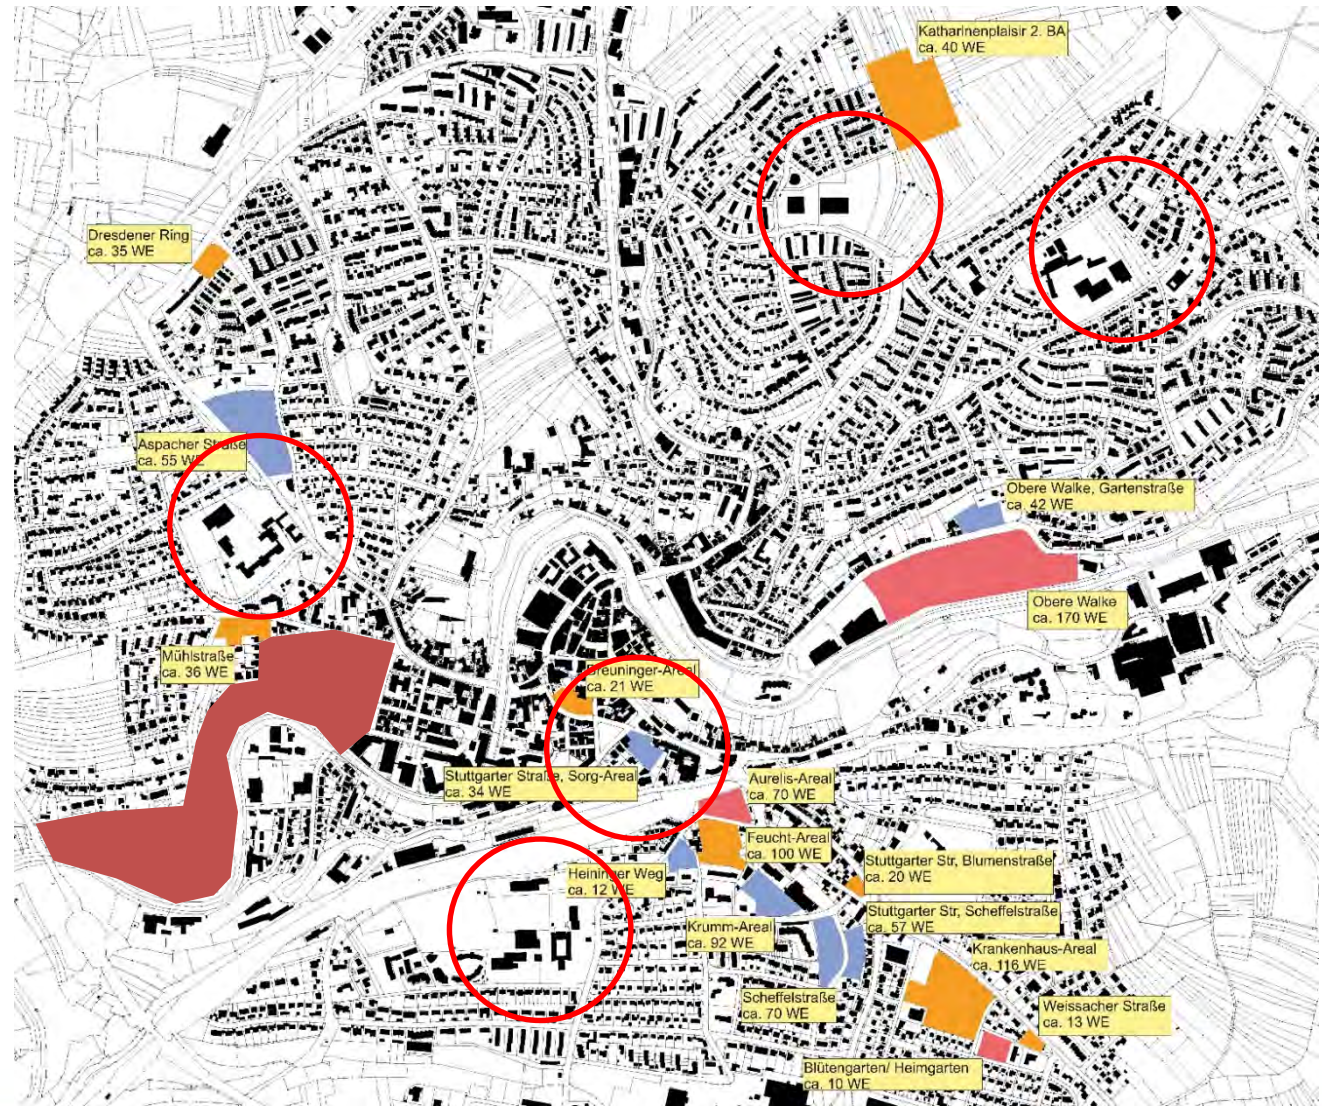 Katharinenplaisir 2. BA
ca. 40 WE
Dresdener Ring
ca. 35 WE
Aspacher Straße
ca. 55 WE
Obere Walke, Gartenstraße
ca. 42 WE
Obere Walke
ca. 170 WE
Mühlstraße
ca. 36 WE
Breuninger-Areal
ca. 21 WE
Stuttgarter Straße, Sorg-Areal
ca. 34 WE
Aurelis-Areal
ca. 70 WE
Feucht-Areal
ca. 100 WE
Heininger Weg
ca. 12 WE
Stuttgarter Str, Blumenstraße
ca. 20 WE
Stuttgarter Str, Scheffelstraße
ca. 57 WE
Krumm-Areal
ca. 92 WE
Krankenhaus-Areal
ca. 116 WE
Scheffelstraße
ca. 70 WE
Weissacher Straße
ca. 13 WE
Blütengarten/ Heimgarten
ca. 10 WE